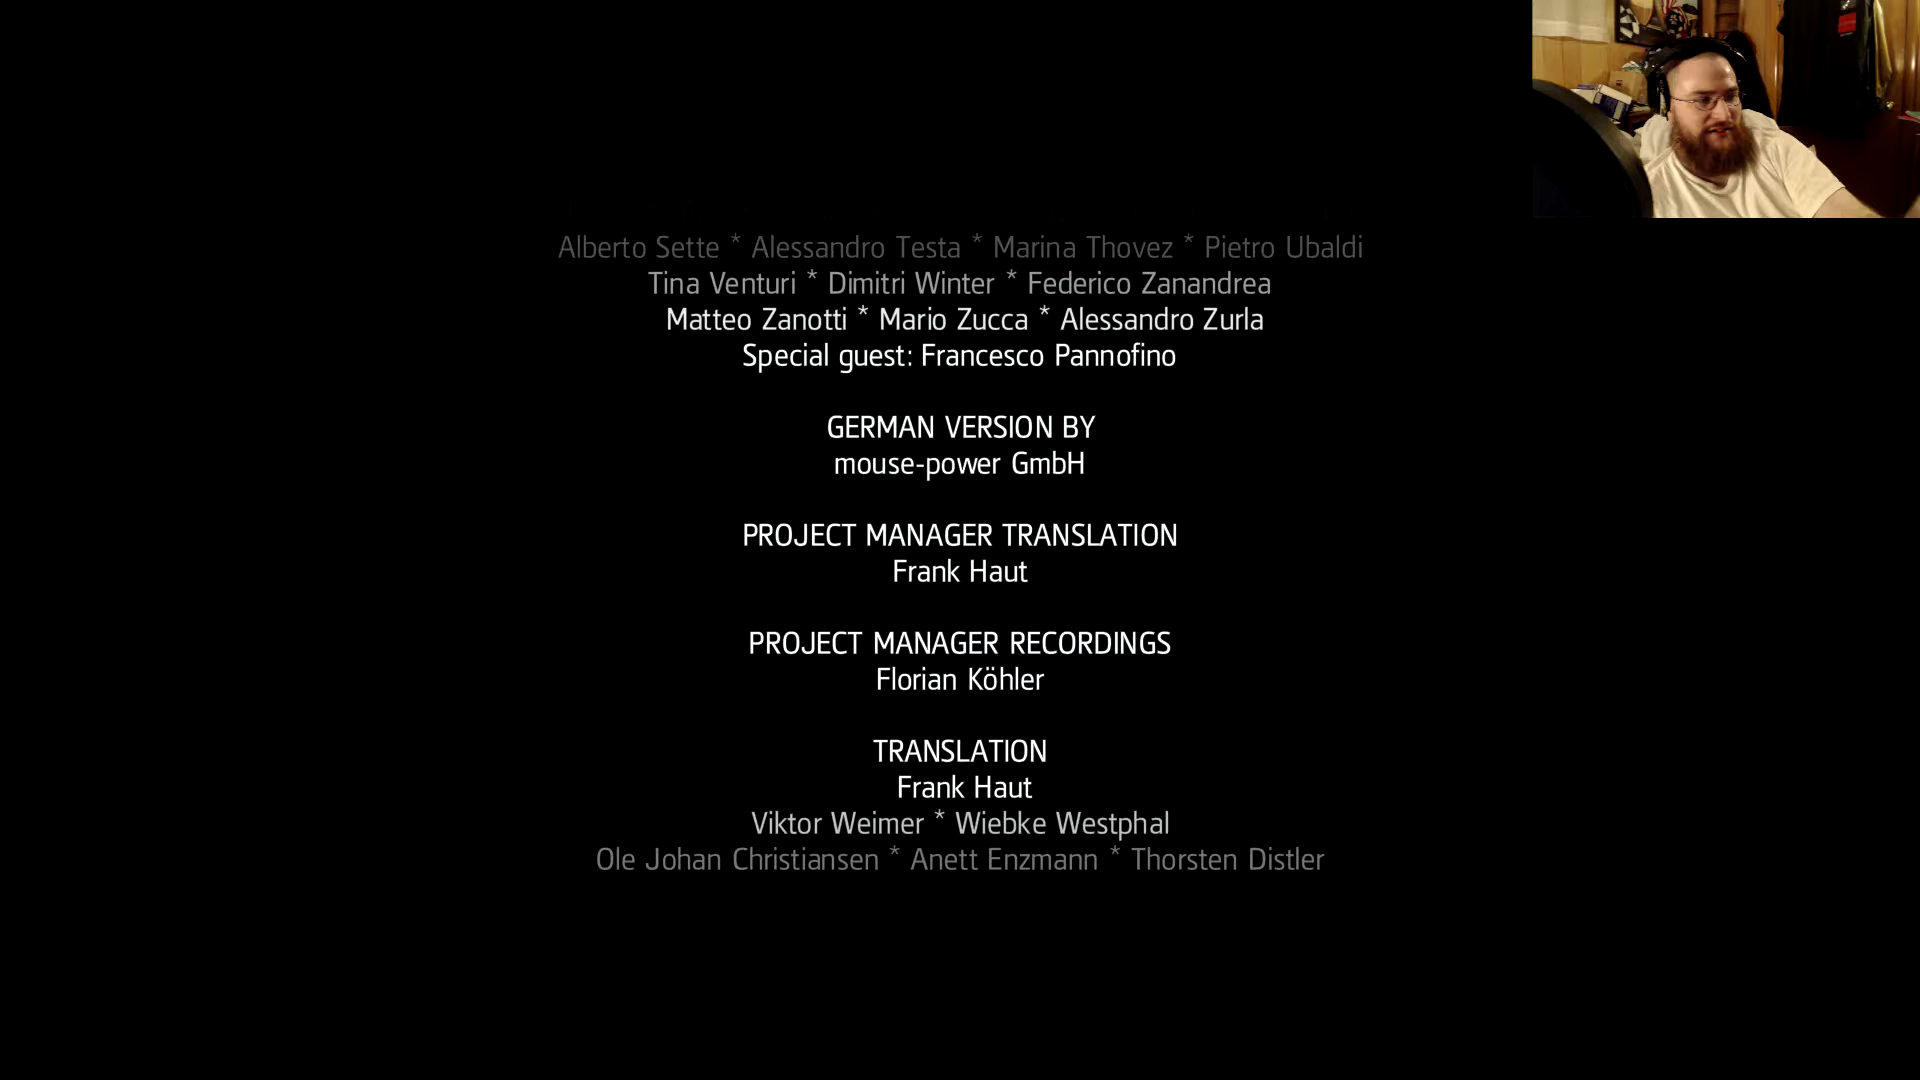 Alberto Sette * Alessandro Testa * Marina Thovez * Pietro Ubaldi
Tina Venturi * Dimitri Winter * Federico Zanandrea
Matteo Zanotti * Mario Zucca * Alessandro Zurla
Special guest: Francesco Pannofino
GERMAN VERSION BY
mouse-power GmbH
PROJECT MANAGER TRANSLATION
Frank Haut
PROJECT MANAGER RECORDINGS
Florian Köhler
TRANSLATION
Frank Haut
Viktor Weimer * Wiebke Westphal
Ole Johan Christiansen * Anett Enzmann * Thorsten Distler